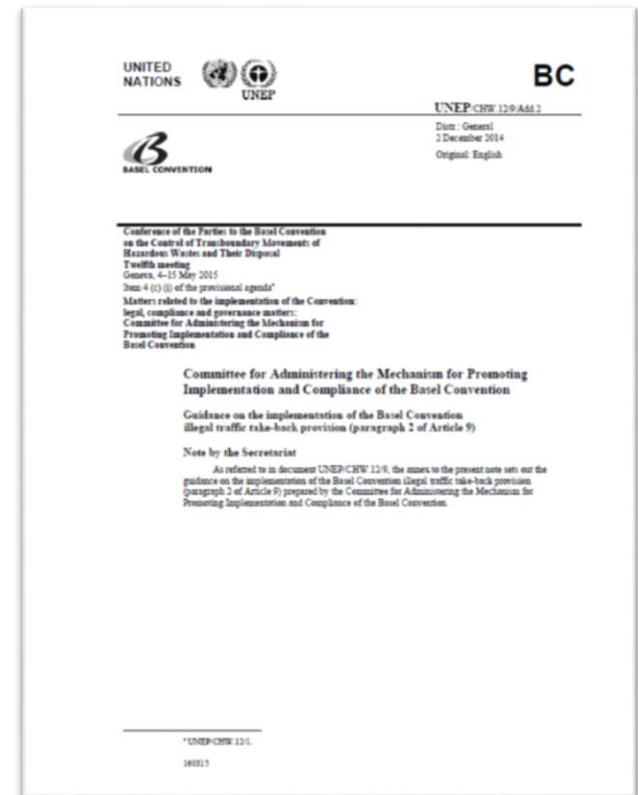 UNITED
NATIONS
UNEP
BC
UNEP/CHW.12/9/Add.2
Distr.: General
2 December 2014
Original: English
BASEL CONVENTION
Conference of the Parties to the Basel Convention
on the Control of Transboundary Movements of
Hazardous Wastes and Their Disposal
Twelfth meeting
Geneva, 4–15 May 2015
Item 4 (c) (i) of the provisional agenda*
Matters related to the implementation of the Convention:
legal, compliance and governance matters:
Committee for Administering the Mechanism for
Promoting Implementation and Compliance of the
Basel Convention
Committee for Administering the Mechanism for Promoting
Implementation and Compliance of the Basel Convention
Guidance on the implementation of the Basel Convention
illegal traffic take-back provision (paragraph 2 of Article 9)
Note by the Secretariat
As referred to in document UNEP/CHW.12/9, the annex to the present note sets out the
guidance on the implementation of the Basel Convention illegal traffic take-back provision
(paragraph 2 of Article 9) prepared by the Committee for Administering the Mechanism for
Promoting Implementation and Compliance of the Basel Convention.
* UNEP/CHW.12/1.
160315